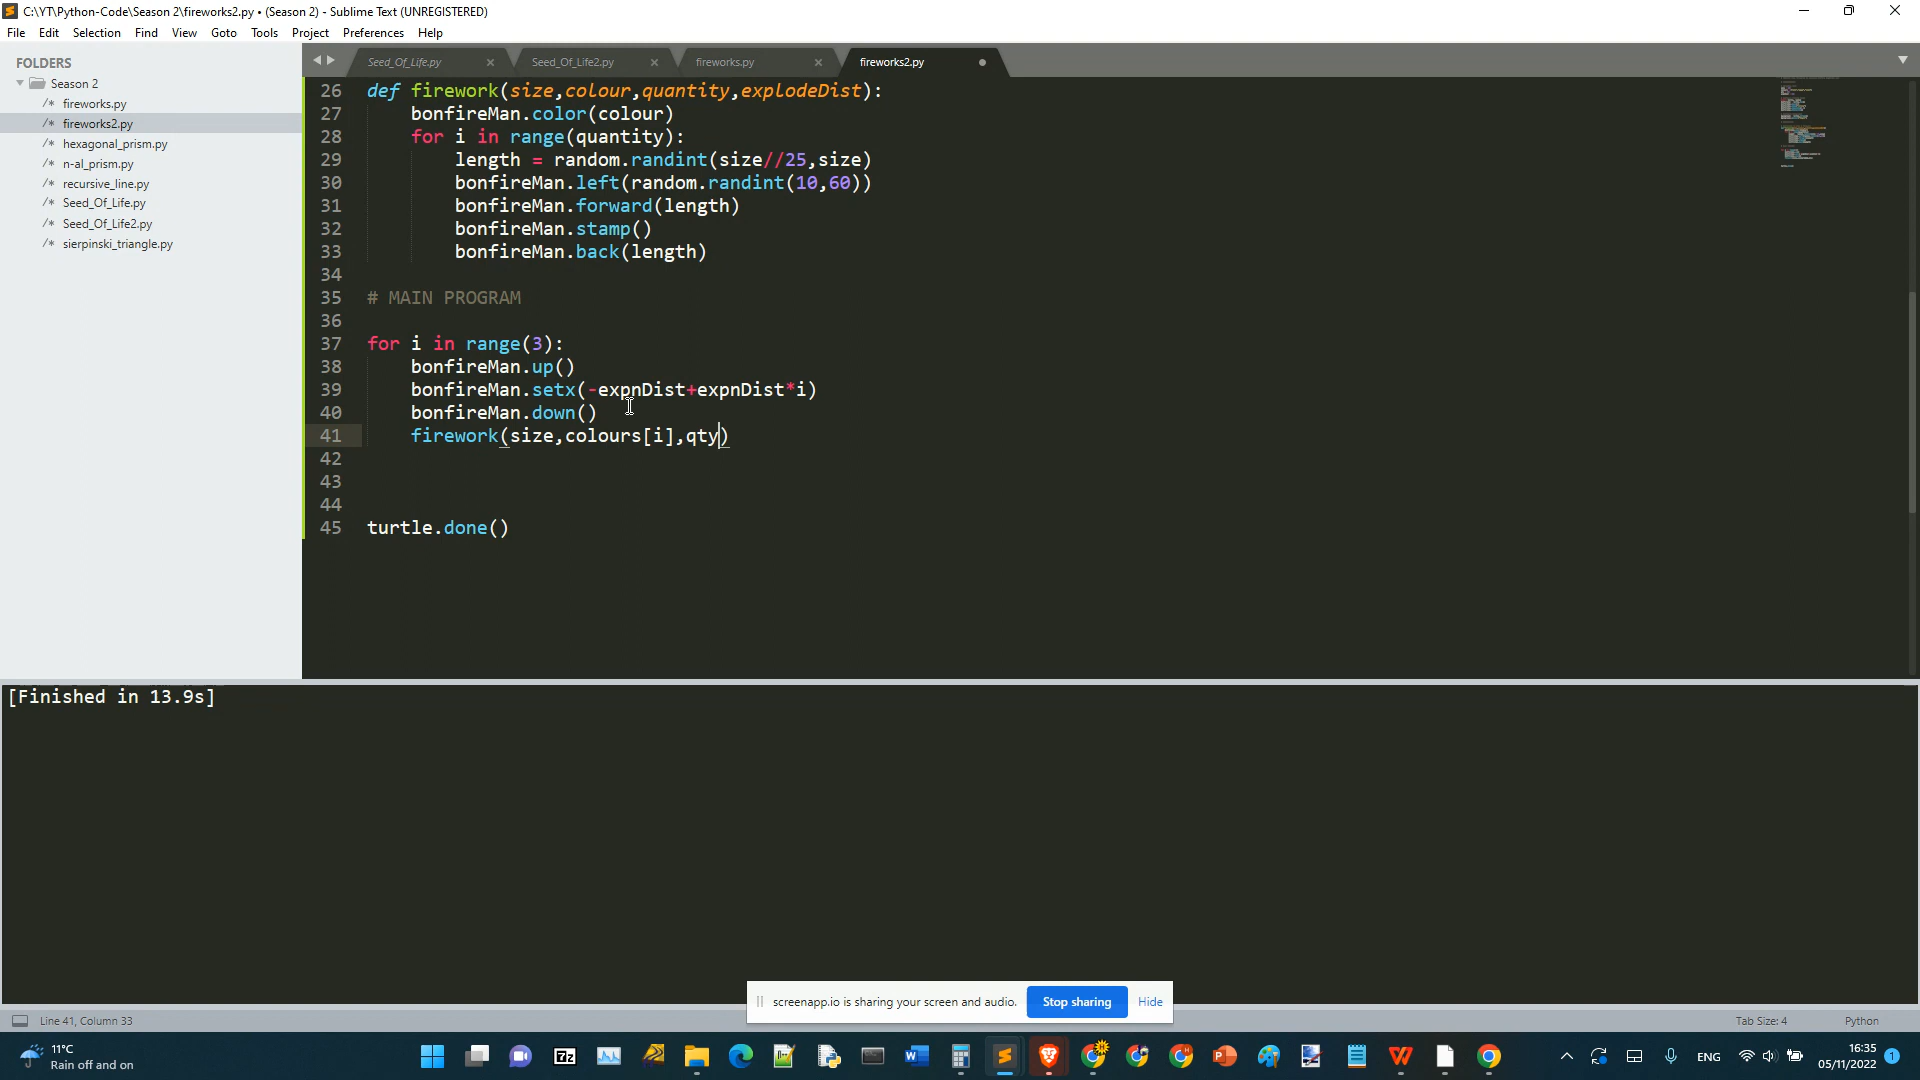 C:\YT\Python-Code\Season 2\fireworks2.py • (Season 2) - Sublime Text (UNREGISTERED)
File Edit Selection Find View Goto Tools Project Preferences Help
FOLDERS
Season 2
/* fireworks.py
/* fireworks2.py
/* hexagonal_prism.py
/* n-al_prism.py
/* recursive_line.py
/* Seed_Of_Life.py
/* Seed_Of_Life2.py
/* sierpinski_triangle.py
Seed_Of_Life.py Seed_Of_Life2.py fireworks.py fireworks2.py
26 def firework(size,colour,quantity,explodeDist):
27     bonfireMan.color(colour)
28     for i in range(quantity):
29         length = random.randint(size//25,size)
30         bonfireMan.left(random.randint(10,60))
31         bonfireMan.forward(length)
32         bonfireMan.stamp()
33         bonfireMan.back(length)
34
35 # MAIN PROGRAM
36
37 for i in range(3):
38     bonfireMan.up()
39     bonfireMan.setx(-expnDist+expnDist*i)
40     bonfireMan.down()
41     firework(size,colours[i],qty)
42
43
44
45 turtle.done()
[Finished in 13.9s]
screenapp.io is sharing your screen and audio. Stop sharing Hide
Line 41, Column 33 Tab Size: 4 Python
11°C
Rain off and on
ENG
16:35
05/11/2022
1